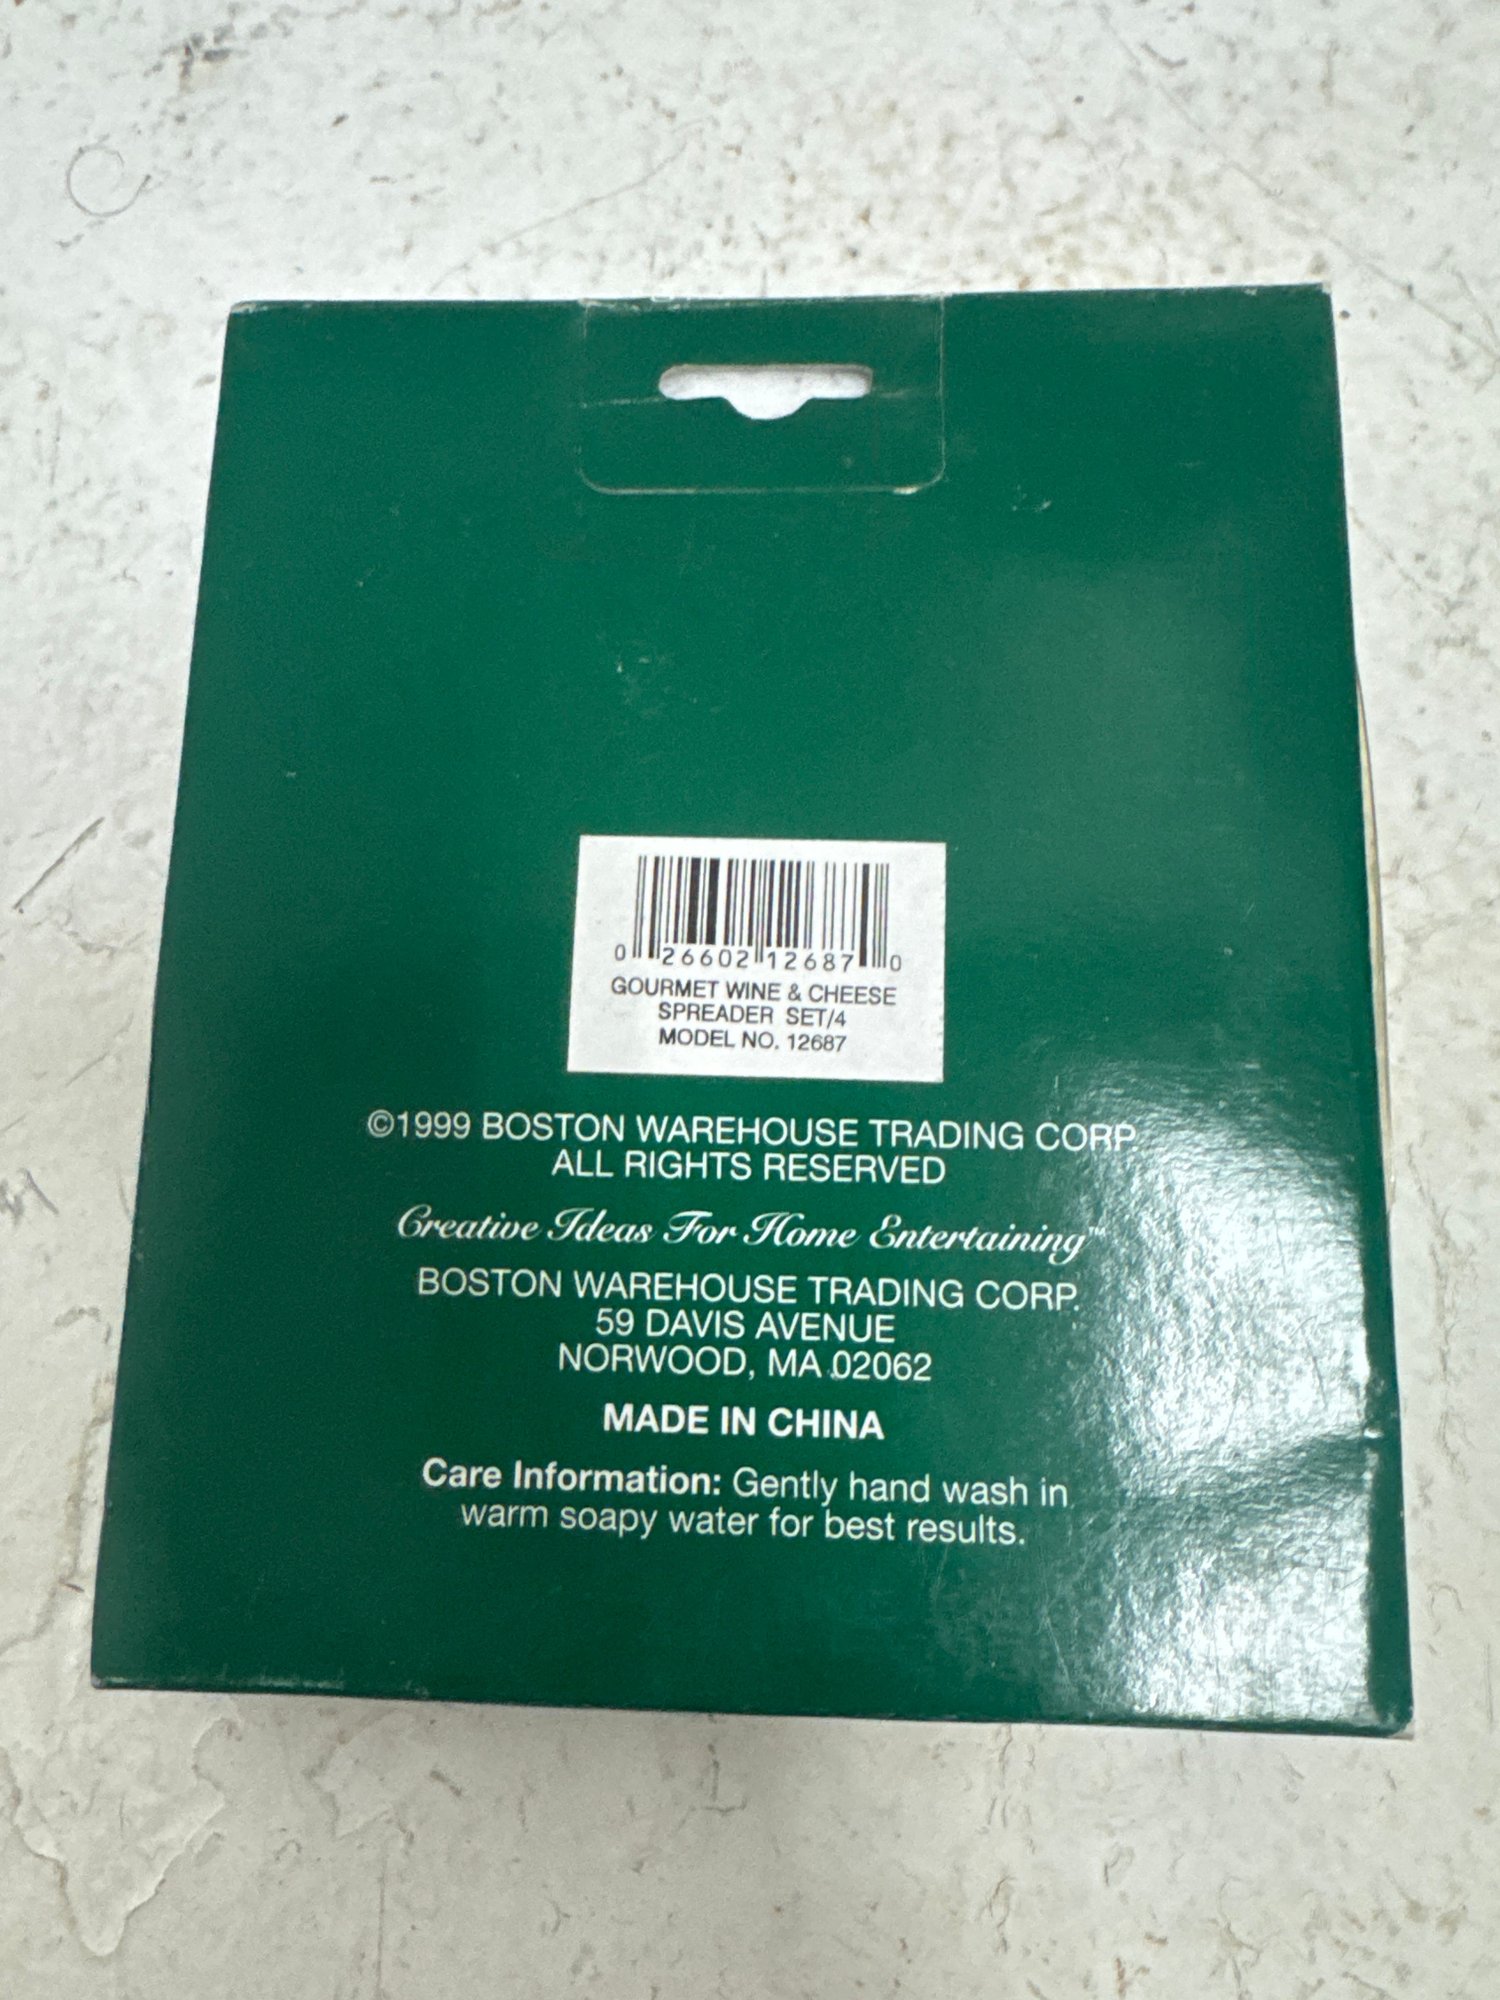 0 26602 12687 0
GOURMET WINE & CHEESE
SPREADER SET/4
MODEL NO. 12687
©1999 BOSTON WAREHOUSE TRADING CORP
ALL RIGHTS RESERVED
Creative Ideas For Home Entertaining™
BOSTON WAREHOUSE TRADING CORP.
59 DAVIS AVENUE
NORWOOD, MA 02062
MADE IN CHINA
Care Information: Gently hand wash in
warm soapy water for best results.